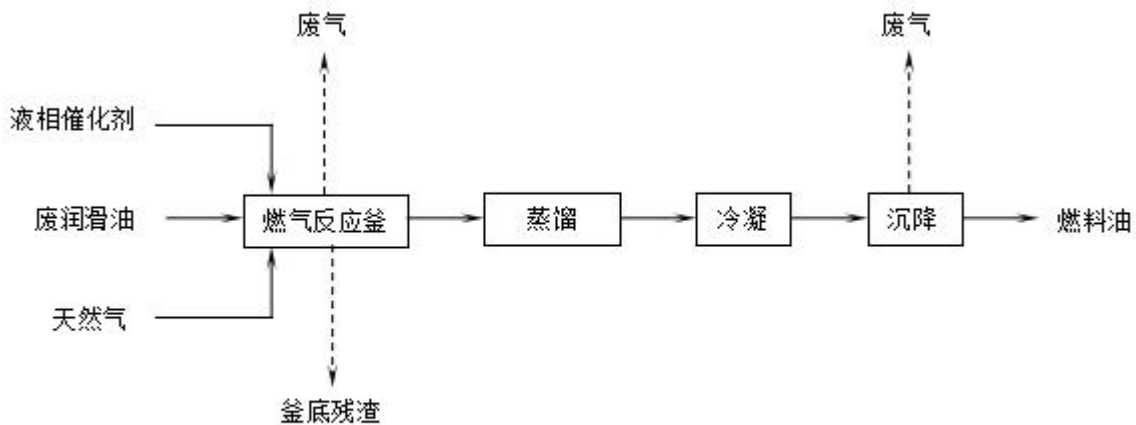 废气
废气
液相催化剂
废润滑油
燃气反应釜
蒸馏
冷凝
沉降
燃料油
天然气
釜底残渣